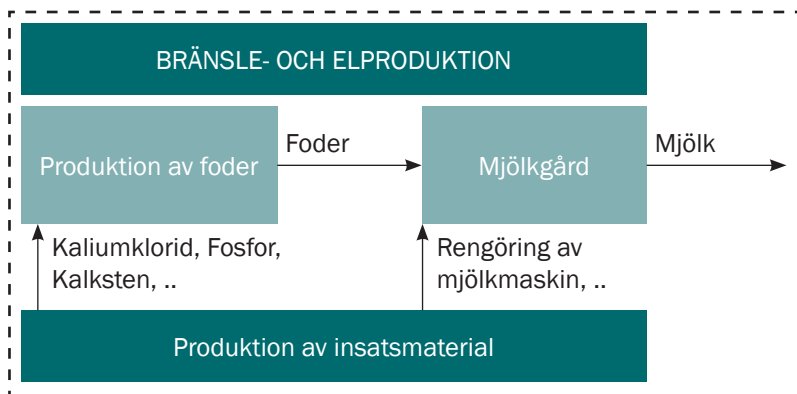 BRÄNSLE- OCH ELPRODUKTION
Produktion av foder
Foder
Mjölkgård
Mjölk
Kaliumklorid, Fosfor,
Kalksten, ..
Rengöring av
mjölkmaskin, ..
Produktion av insatsmaterial